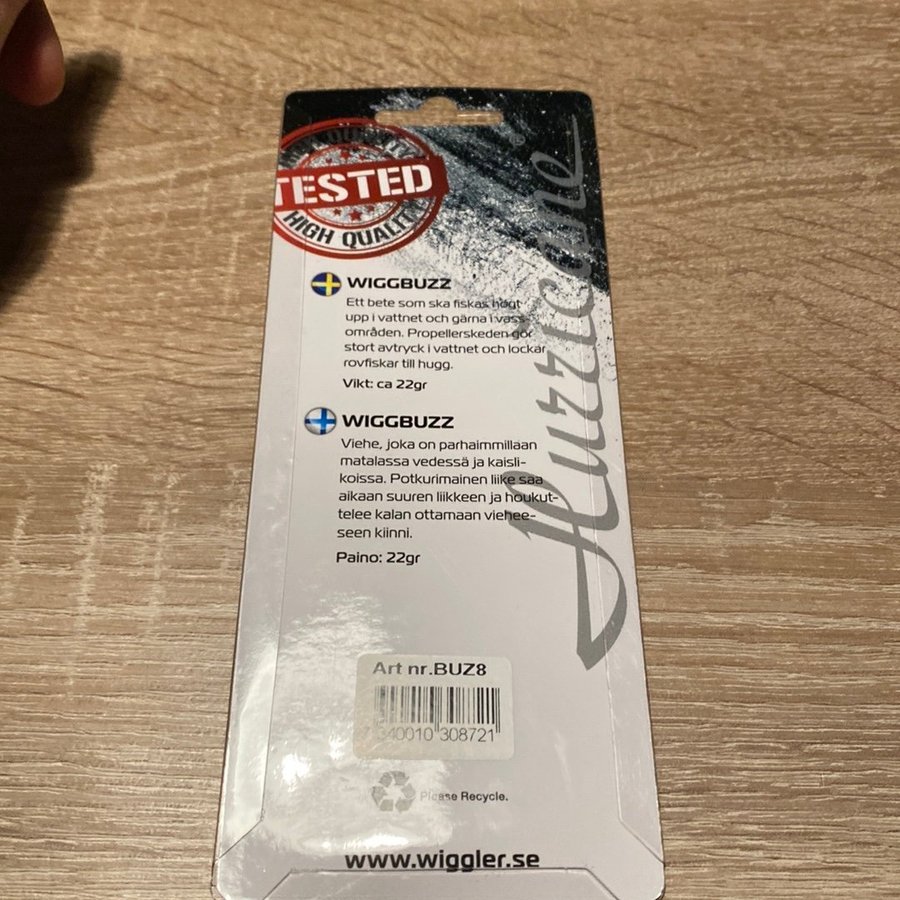 TESTED
HIGH QUALITY
Hurricane
WIGGBUZZ
Ett bete som ska fiskas högt
upp i vattnet och gärna i vass-
områden. Propellerskeden gör
stort avtryck i vattnet och lockar
rovfiskar till hugg.
Vikt: ca 22gr
WIGGBUZZ
Viehe, joka on parhaimmillaan
matalassa vedessä ja kaisli-
koissa. Potkurimainen liike saa
aikaan suuren liikkeen ja houkut-
telee kalan ottamaan viehee-
seen kiinni.
Paino: 22gr
Art nr.BUZ8
7 340010 308721
Please Recycle.
www.wiggler.se